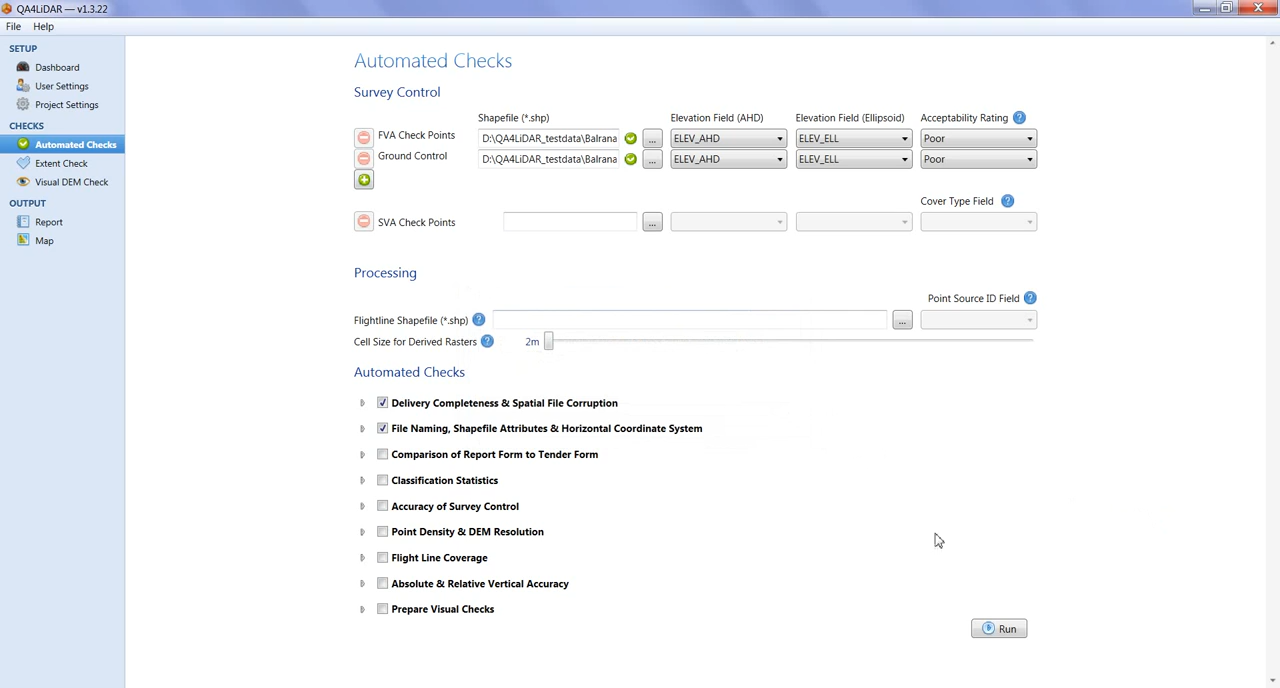 QA4LiDAR — v1.3.22
File Help
SETUP
Dashboard
User Settings
Project Settings
CHECKS
Automated Checks
Extent Check
Visual DEM Check
OUTPUT
Report
Map
Automated Checks
Survey Control
Shapefile (*.shp) Elevation Field (AHD) Elevation Field (Ellipsoid) Acceptability Rating ?
FVA Check Points D:\QA4LiDAR_testdata\Balrana ... ELEV_AHD ELEV_ELL Poor
Ground Control D:\QA4LiDAR_testdata\Balrana ... ELEV_AHD ELEV_ELL Poor
Cover Type Field ?
SVA Check Points ...
Processing
Point Source ID Field ?
Flightline Shapefile (*.shp) ? ...
Cell Size for Derived Rasters ? 2m
Automated Checks
Delivery Completeness & Spatial File Corruption
File Naming, Shapefile Attributes & Horizontal Coordinate System
Comparison of Report Form to Tender Form
Classification Statistics
Accuracy of Survey Control
Point Density & DEM Resolution
Flight Line Coverage
Absolute & Relative Vertical Accuracy
Prepare Visual Checks
Run